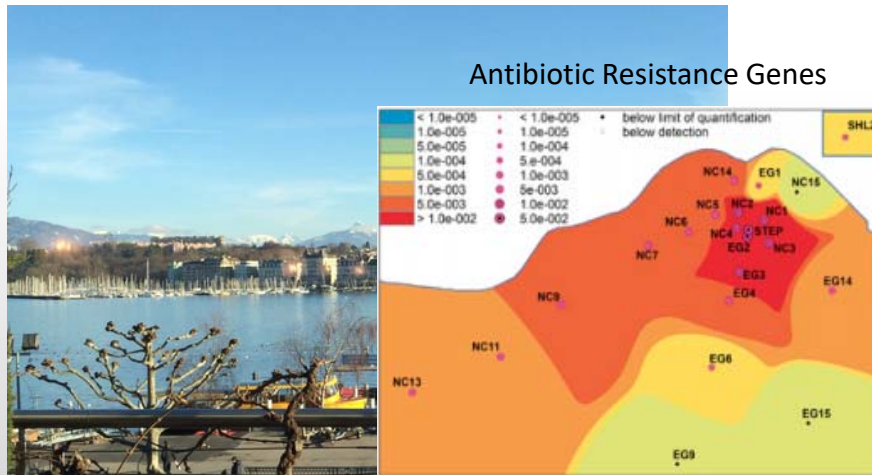 Antibiotic Resistance Genes
< 1.0e-005 < 1.0e-005 below limit of quantification
1.0e-005 1.0e-005 below detection
5.0e-005 1.0e-004
1.0e-004 5.e-004
5.0e-004 1.0e-003
1.0e-003 5e-003
5.0e-003 1.0e-002
> 1.0e-002 5.0e-002
SHL2
NC14
EG1
NC15
NC5
NC2
NC1
NC6
NC4
STEP
NC7
EG2
NC3
EG3
EG14
NC9
EG4
NC11
EG6
NC13
EG15
EG9